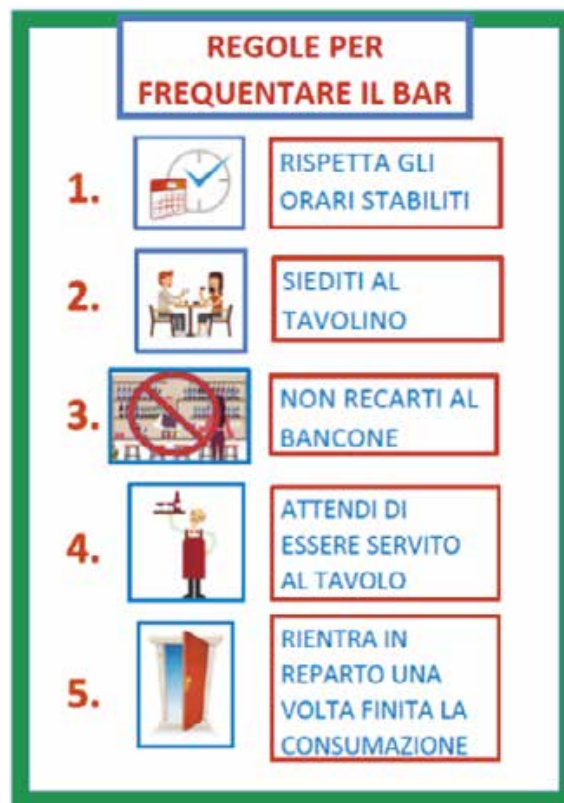 REGOLE PER
FREQUENTARE IL BAR
1.
RISPETTA GLI
ORARI STABILITI
2.
SIEDITI AL
TAVOLINO
3.
NON RECARTI AL
BANCONE
4.
ATTENDI DI
ESSERE SERVITO
AL TAVOLO
5.
RIENTRA IN
REPARTO UNA
VOLTA FINITA LA
CONSUMAZIONE